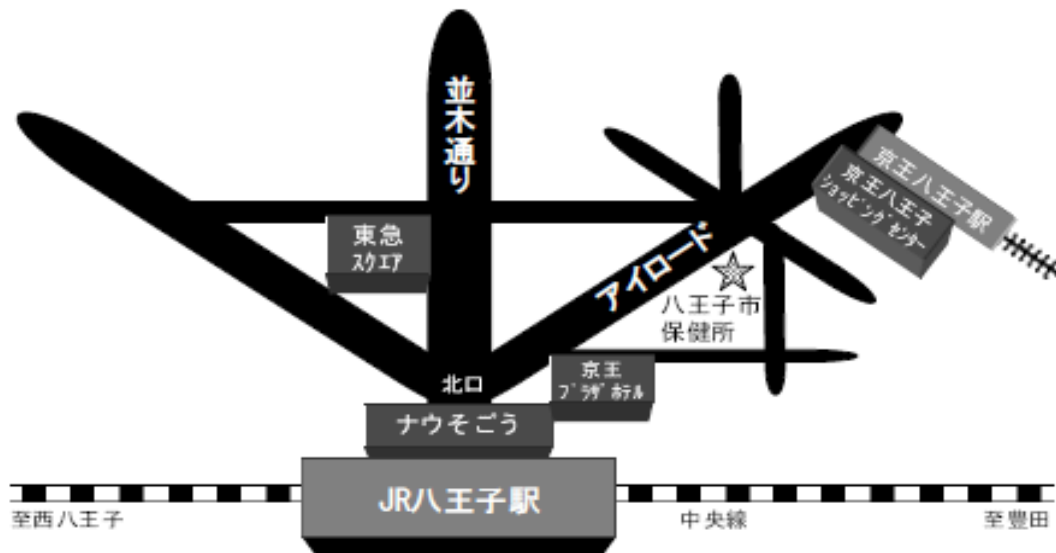 並木通り
京王八王子駅
京王八王子
ショッピングセンター
東急
スクエア
アイロード
八王子市
保健所
京王
プラザホテル
北口
ナウそごう
JR八王子駅
至西八王子
中央線
至豊田